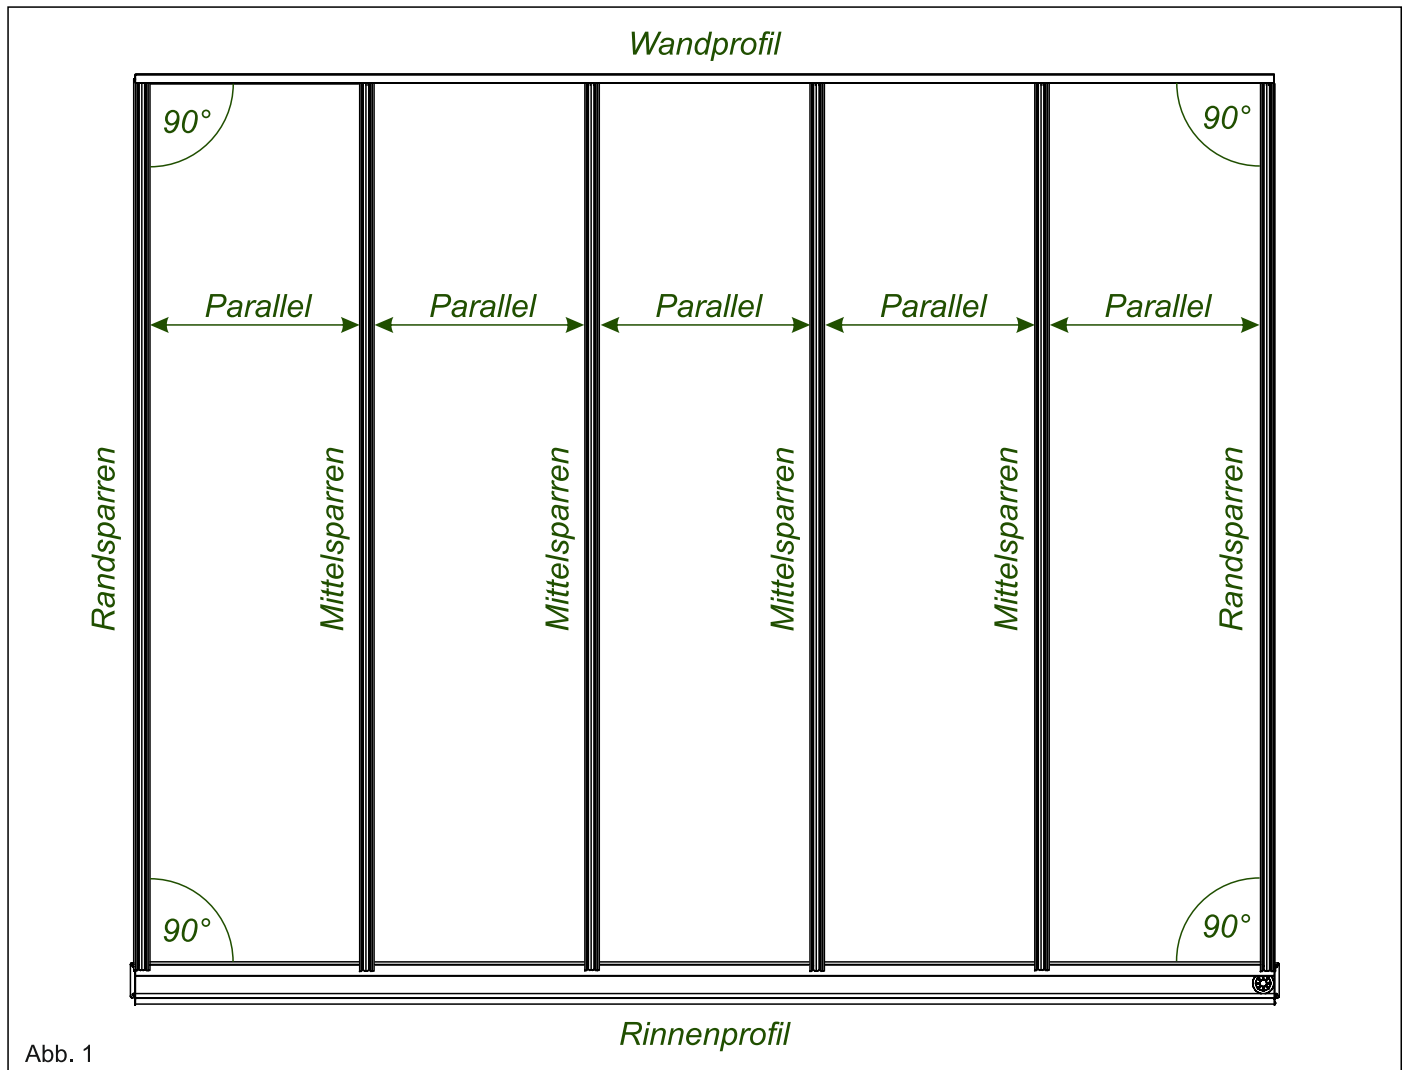 Wandprofil
90°
90°
Parallel
Parallel
Parallel
Parallel
Parallel
Randsparren
Mittelsparren
Mittelsparren
Mittelsparren
Mittelsparren
Randsparren
90°
90°
Rinnenprofil
Abb. 1